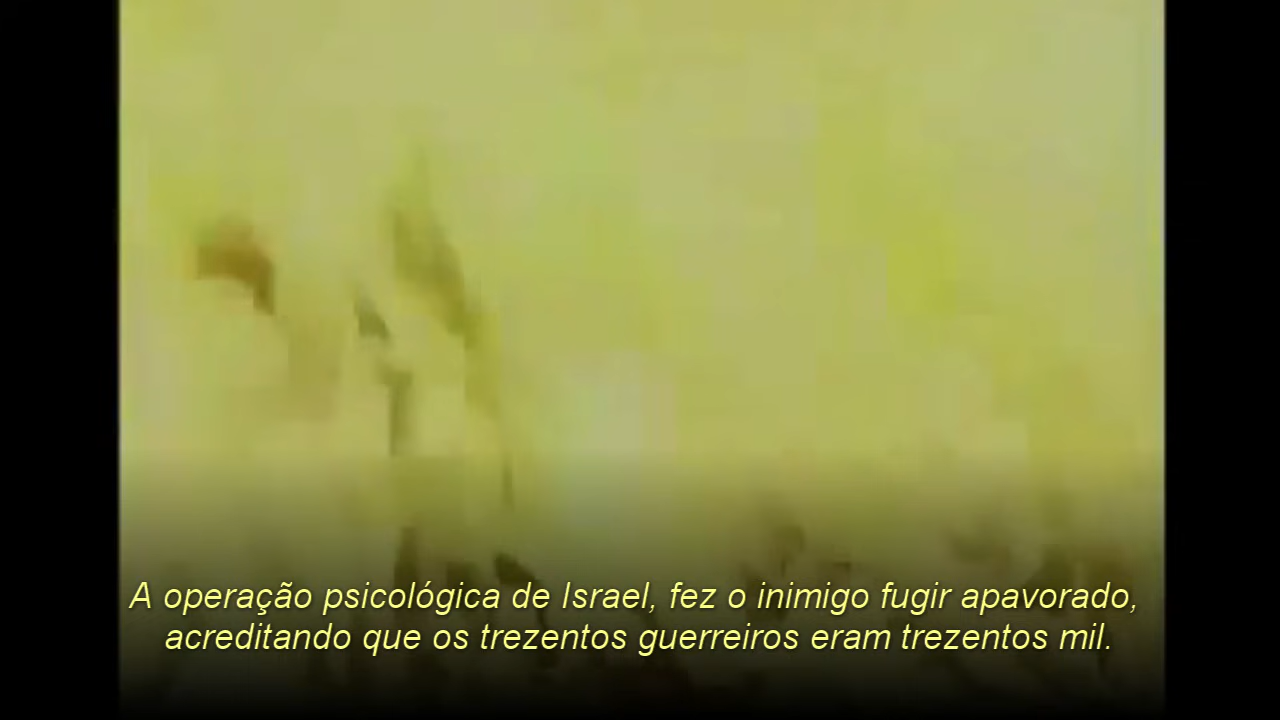 A operação psicológica de Israel, fez o inimigo fugir apavorado,
acreditando que os trezentos guerreiros eram trezentos mil.